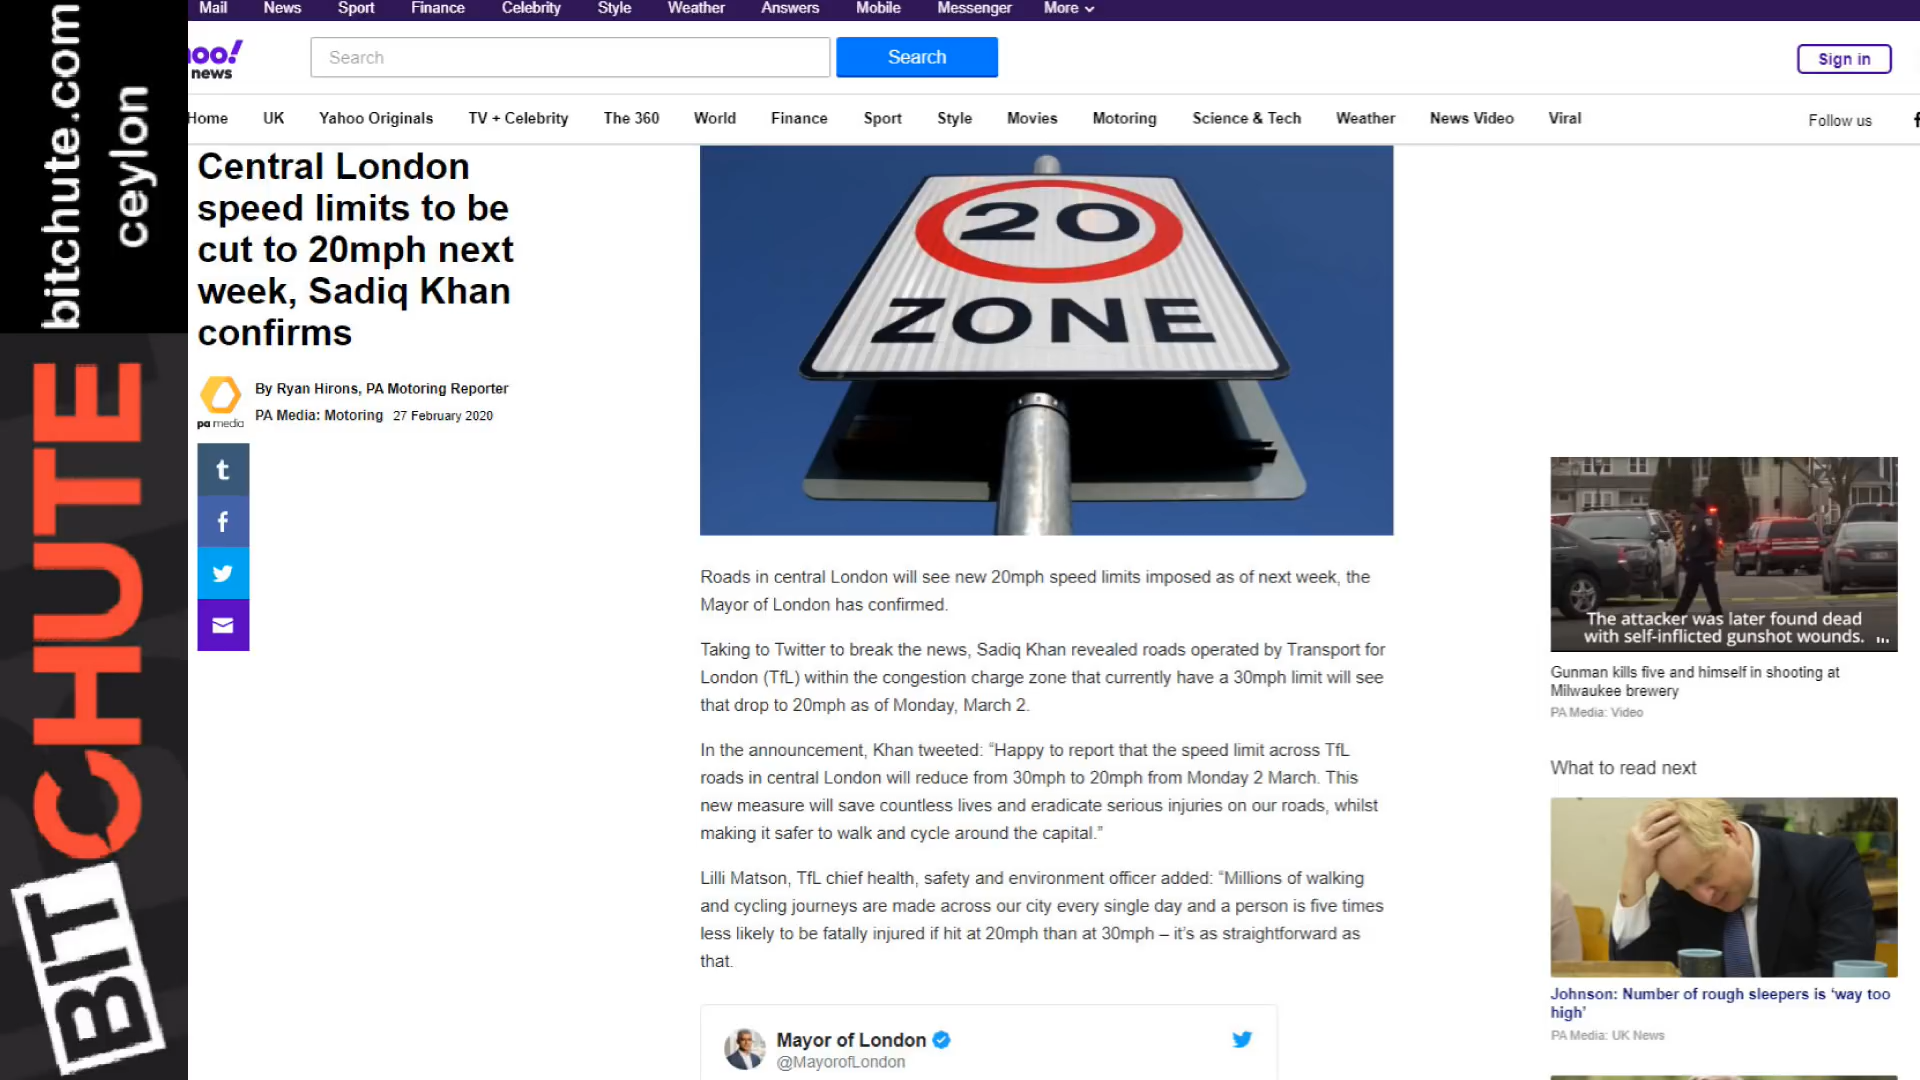 bitchute.com
ceylon
BITCHUTE
Mail News Sport Finance Celebrity Style Weather Answers Mobile Messenger More
oo!
news
Search
Search
Sign in
Home UK Yahoo Originals TV + Celebrity The 360 World Finance Sport Style Movies Motoring Science & Tech Weather News Video Viral
Follow us
Central London
speed limits to be
cut to 20mph next
week, Sadiq Khan
confirms
pa media
By Ryan Hirons, PA Motoring Reporter
PA Media: Motoring 27 February 2020
20
ZONE
Roads in central London will see new 20mph speed limits imposed as of next week, the
Mayor of London has confirmed.
Taking to Twitter to break the news, Sadiq Khan revealed roads operated by Transport for
London (TfL) within the congestion charge zone that currently have a 30mph limit will see
that drop to 20mph as of Monday, March 2.
In the announcement, Khan tweeted: “Happy to report that the speed limit across TfL
roads in central London will reduce from 30mph to 20mph from Monday 2 March. This
new measure will save countless lives and eradicate serious injuries on our roads, whilst
making it safer to walk and cycle around the capital.”
Lilli Matson, TfL chief health, safety and environment officer added: “Millions of walking
and cycling journeys are made across our city every single day and a person is five times
less likely to be fatally injured if hit at 20mph than at 30mph – it’s as straightforward as
that.
Mayor of London
@MayorofLondon
The attacker was later found dead
with self-inflicted gunshot wounds.
Gunman kills five and himself in shooting at
Milwaukee brewery
PA Media: Video
What to read next
Johnson: Number of rough sleepers is ‘way too
high’
PA Media: UK News